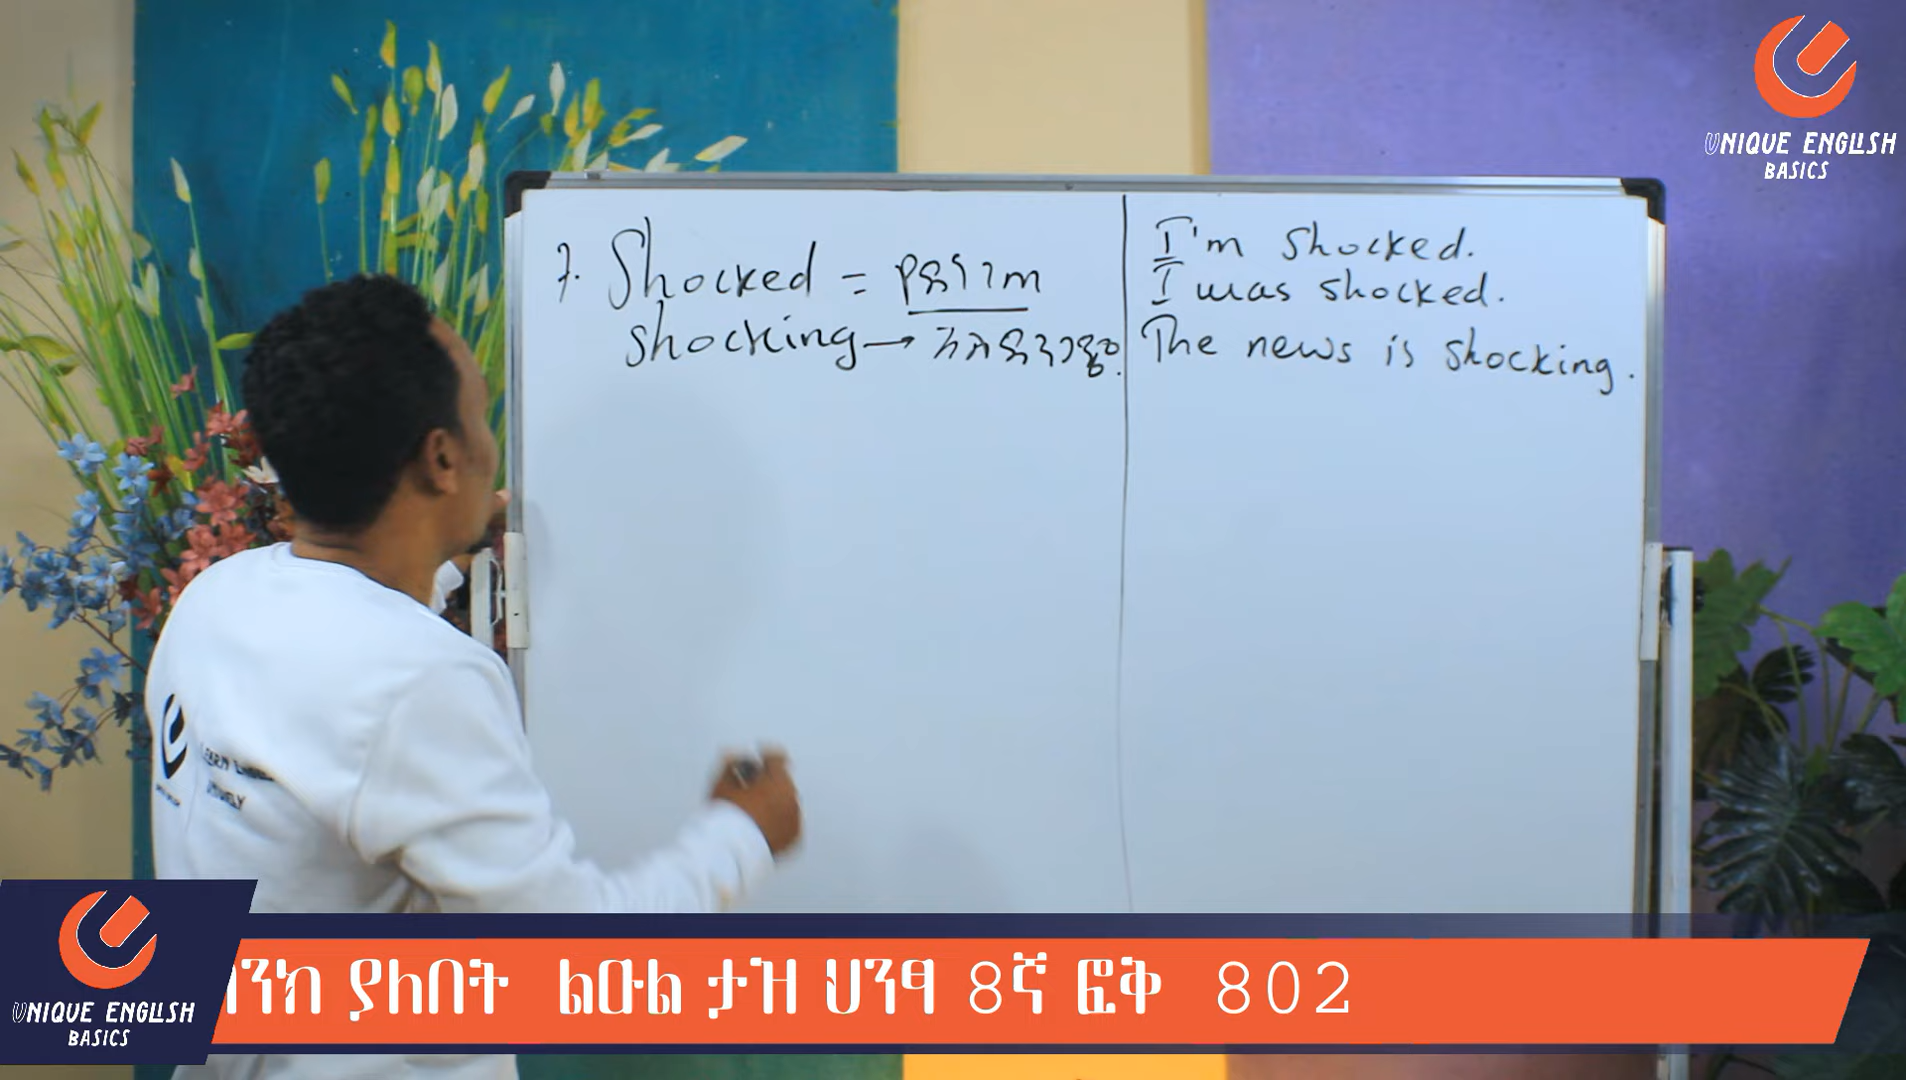 UNIQUE ENGLISH
BASICS
7. Shocked = የደነገጠ
shocking → አስደንጋጭ
I'm shocked.
I was shocked.
The news is shocking.
ያለበት ልዑል ታዝ ህንፃ 8ኛ ፎቅ 802
UNIQUE ENGLISH
BASICS